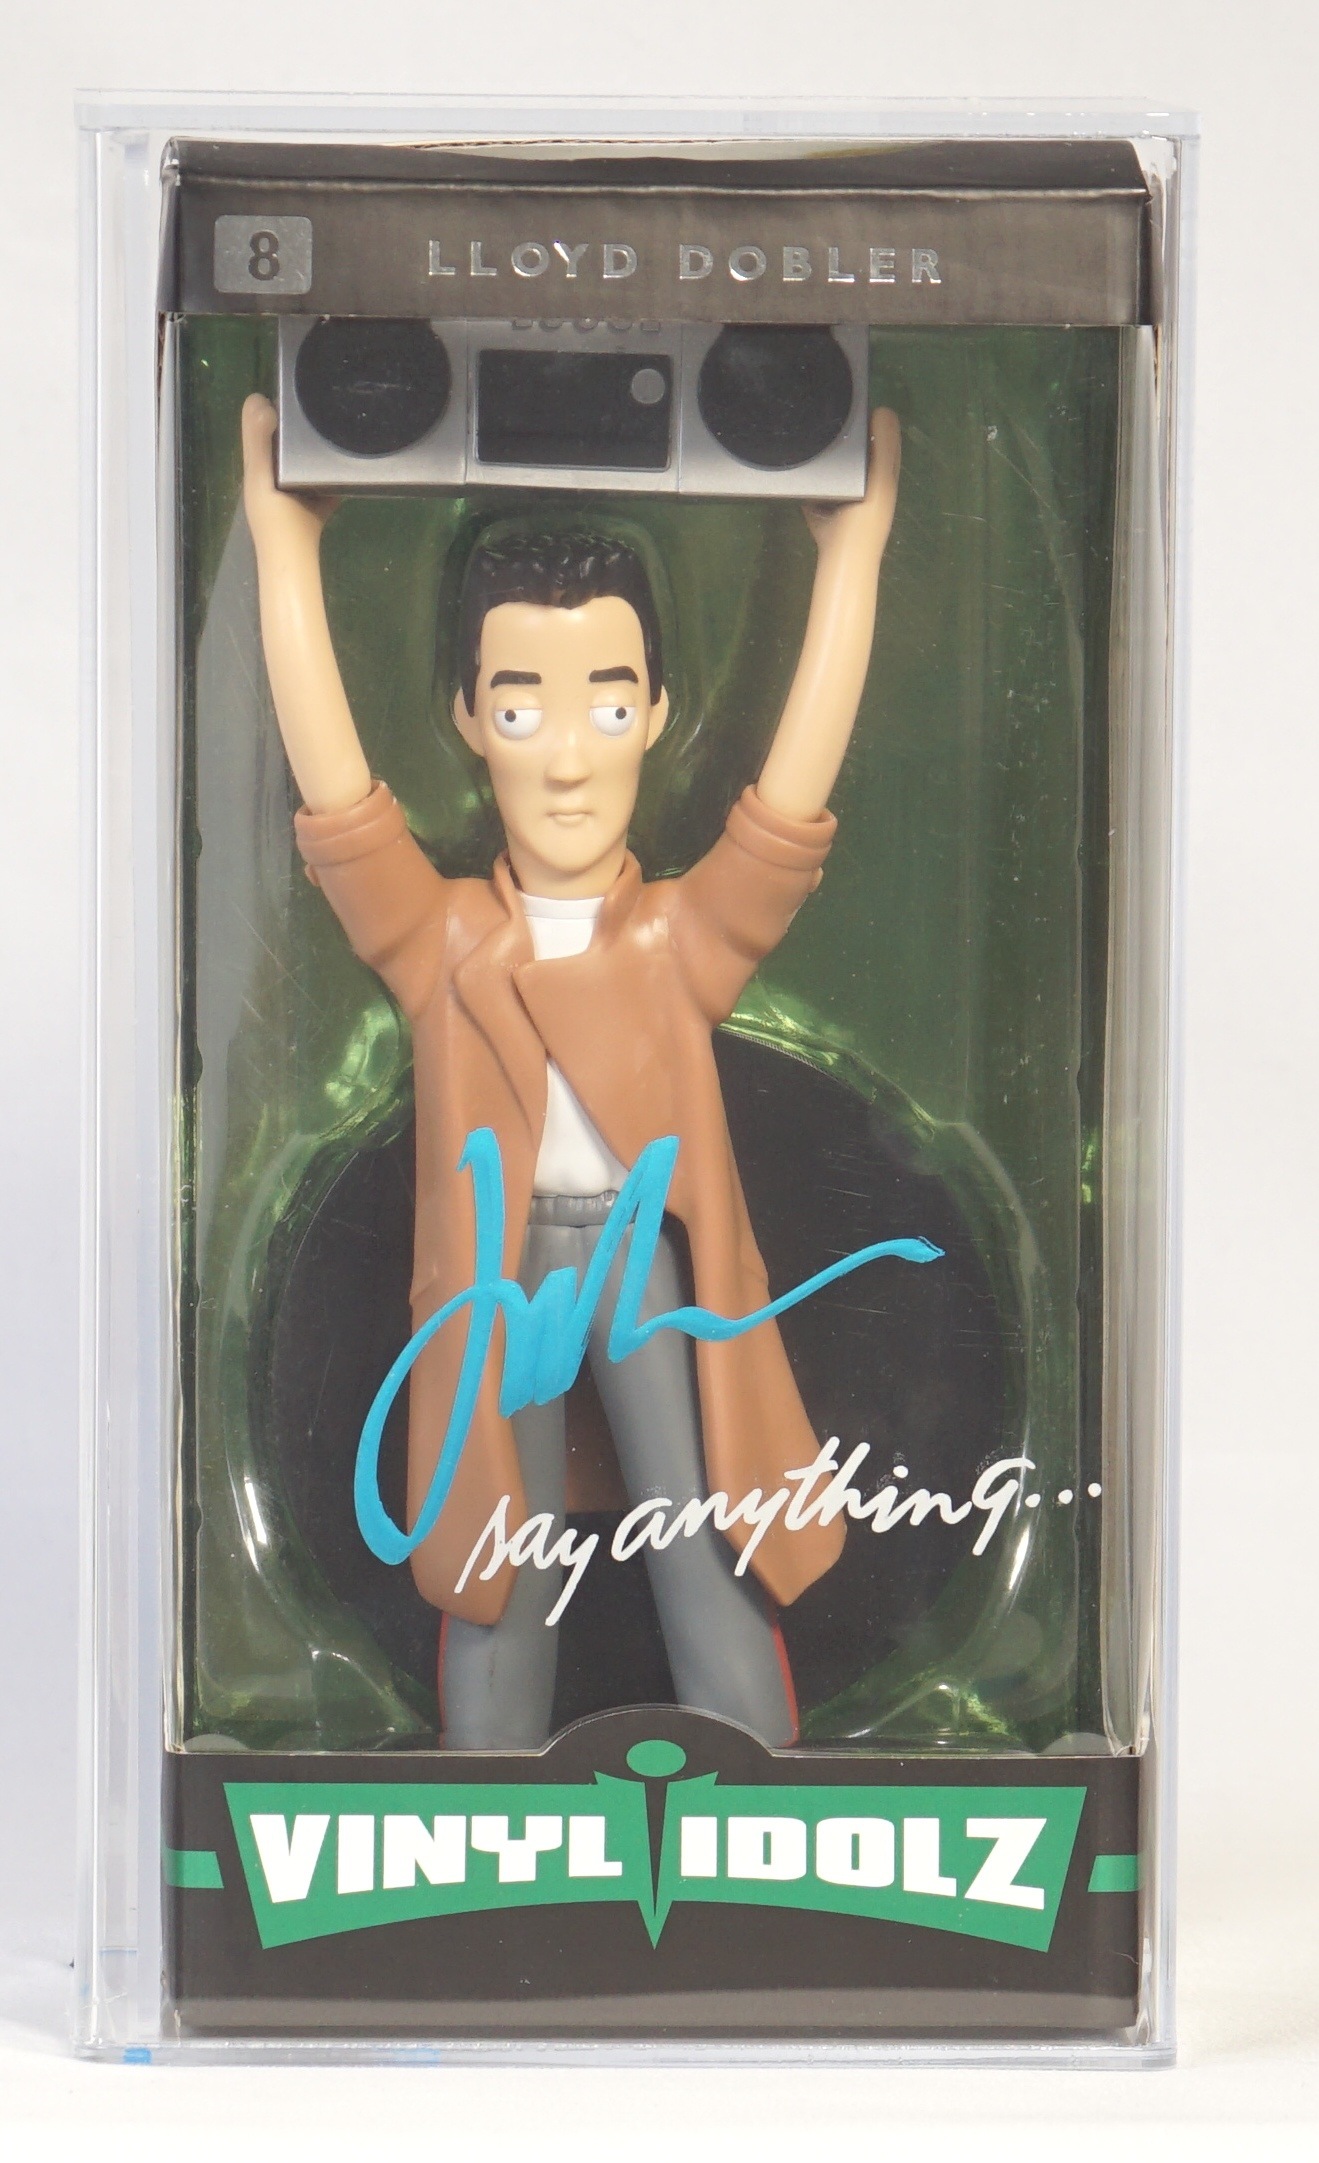 8 LLOYD DOBLER
say anything...
VINYL IDOLZ